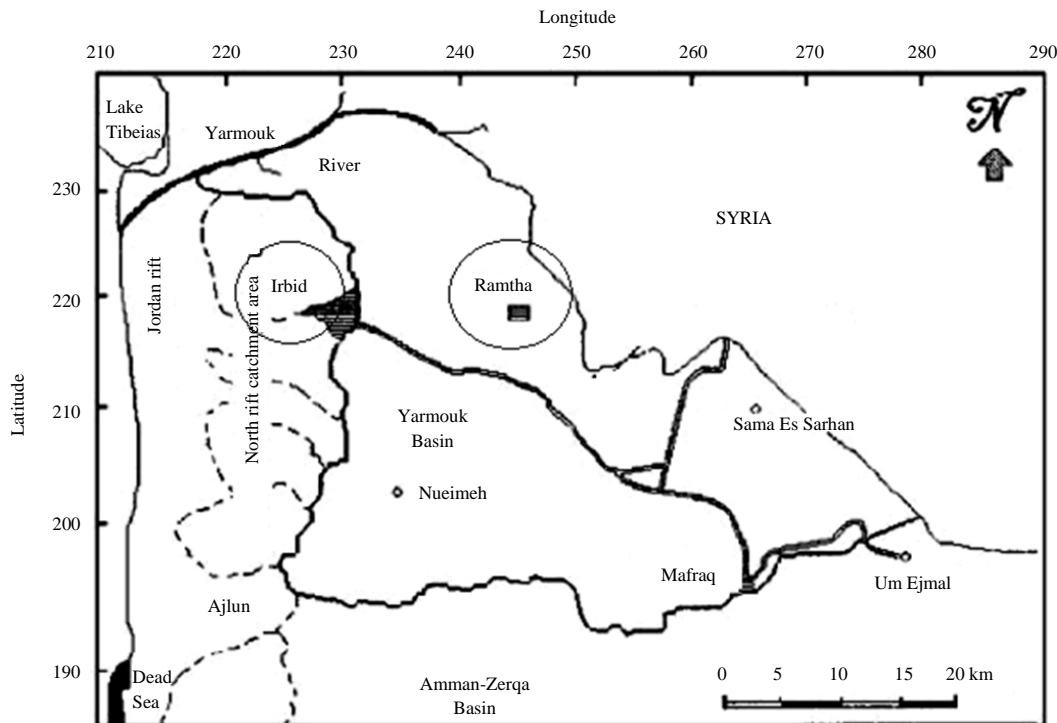 Longitude
210 220 230 240 250 260 270 280 290
Lake
Tibeias
Yarmouk
River
N
230
SYRIA
Jordan rift
North rift catchment area
Irbid
Ramtha
220
Latitude
210
Yarmouk
Basin
Sama Es Sarhan
Nueimeh
200
Mafraq
Um Ejmal
Ajlun
190
Dead
Sea
Amman-Zerqa
Basin
0 5 10 15 20 km